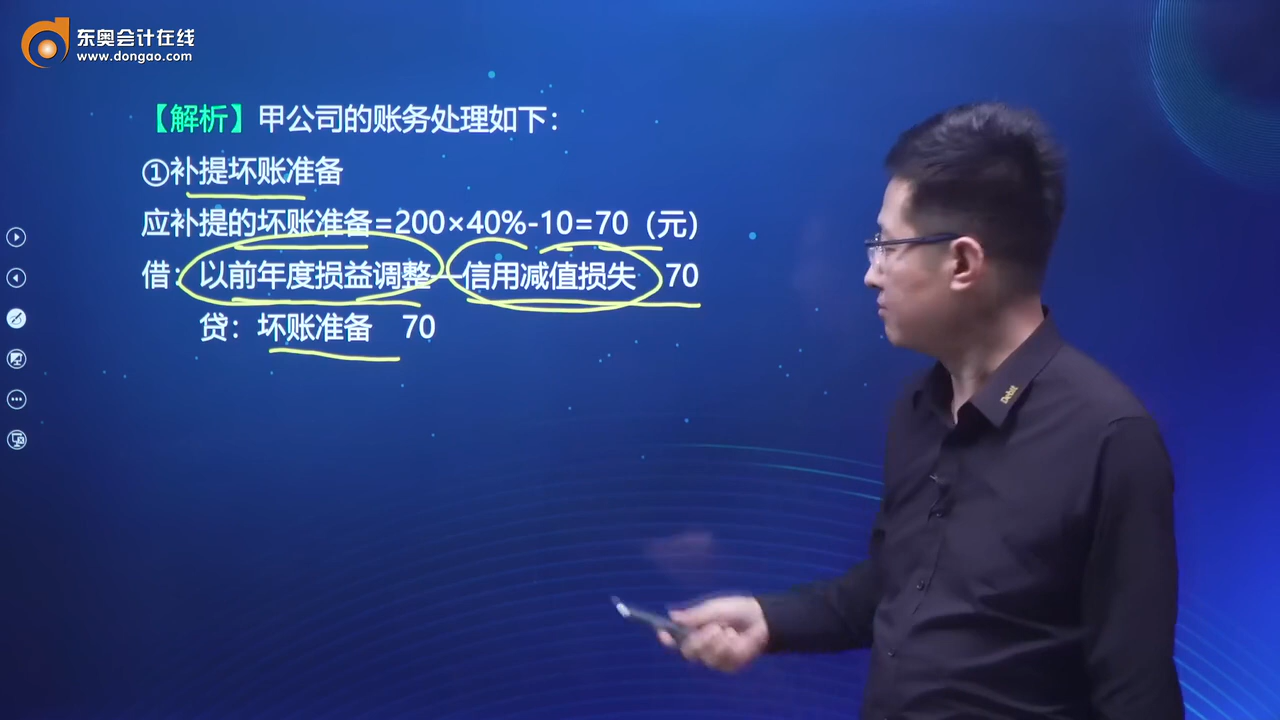 东奥会计在线
www.dongao.com
【解析】甲公司的账务处理如下：
①补提坏账准备
应补提的坏账准备=200×40%-10=70（元）
借：以前年度损益调整—信用减值损失 70
贷：坏账准备 70
Debit